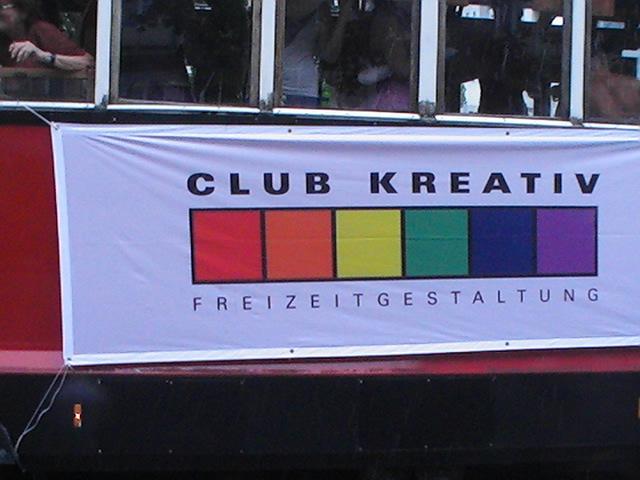 CLUB KREATIV
FREIZEITGESTALTUNG